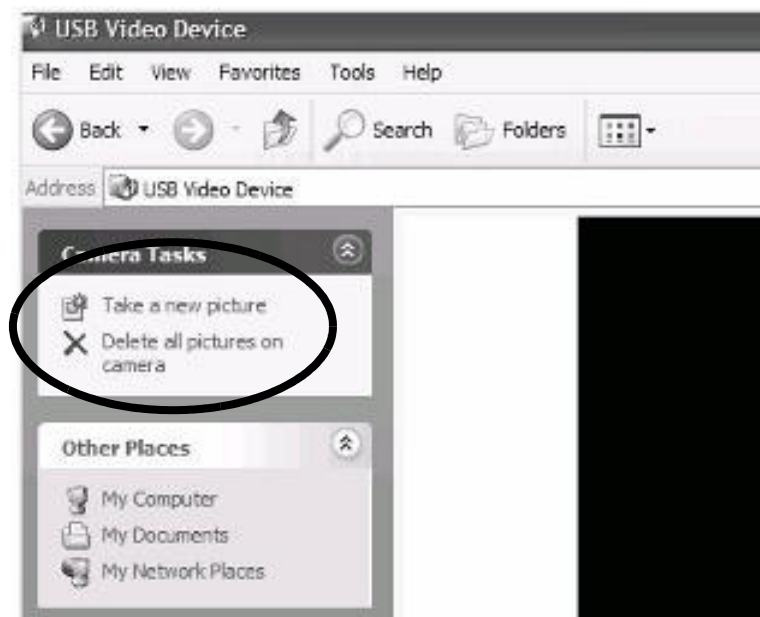 USB Video Device
File Edit View Favorites Tools Help
Back Search Folders
Address USB Video Device
Camera Tasks
Take a new picture
Delete all pictures on
camera
Other Places
My Computer
My Documents
My Network Places